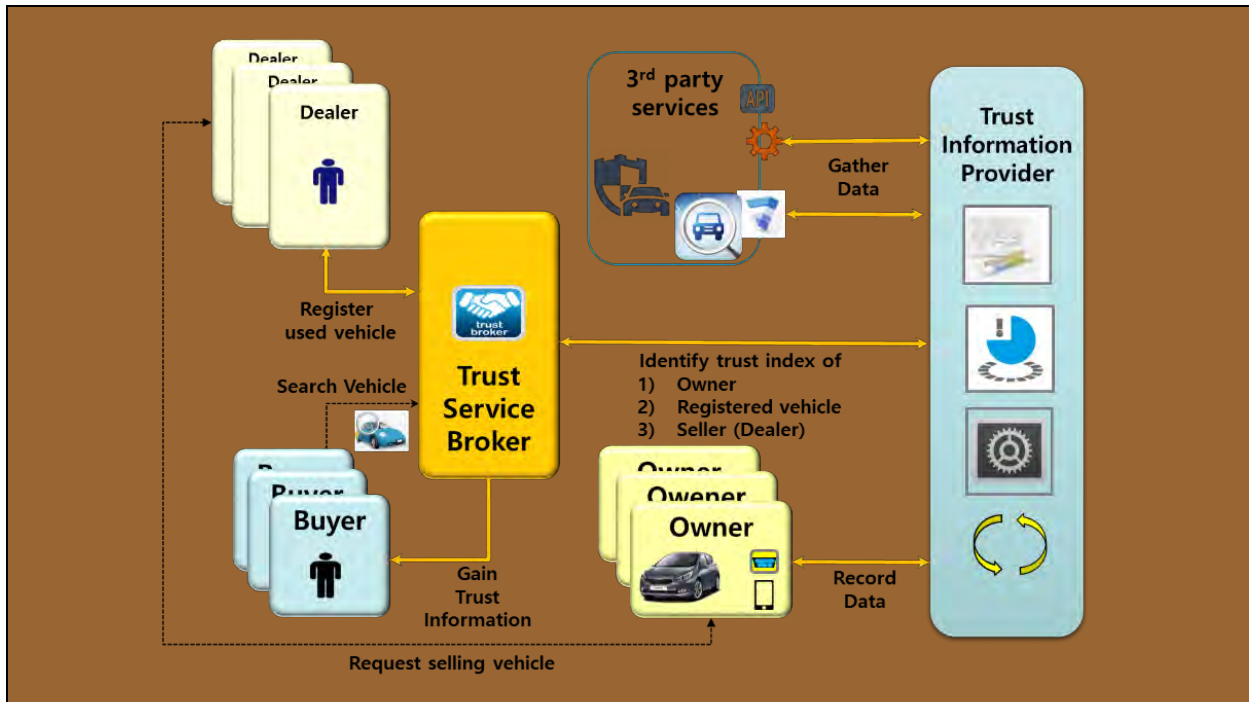 Dealer
Dealer
Dealer
Register
used vehicle
Search Vehicle
trust
broker
Trust
Service
Broker
Buyer
Buyer
Gain
Trust
Information
Request selling vehicle
3rd party
services
API
Gather
Data
Trust
Information
Provider
Identify trust index of
1) Owner
2) Registered vehicle
3) Seller (Dealer)
Owner
Owener
Owner
Record
Data